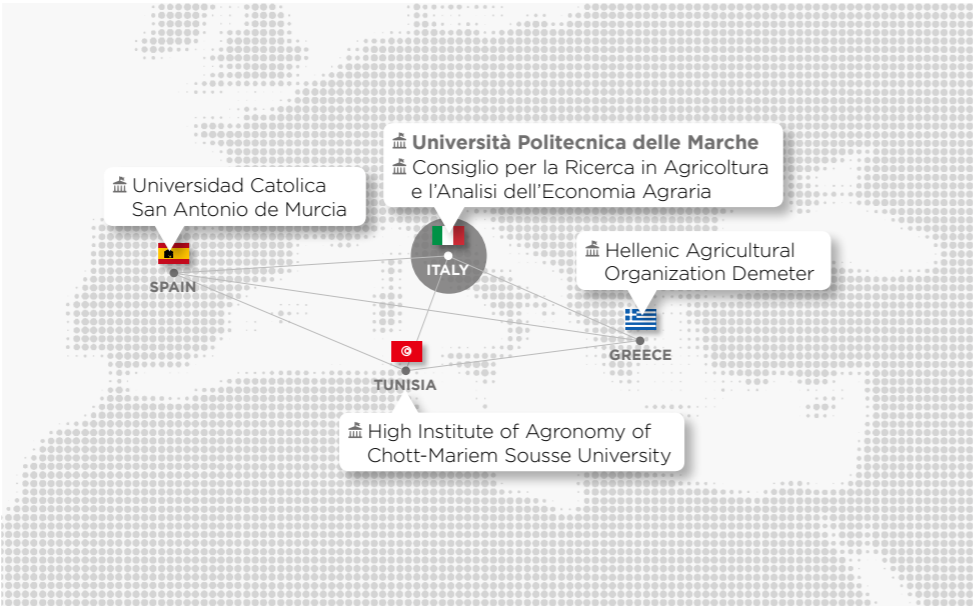 Università Politecnica delle Marche
Consiglio per la Ricerca in Agricoltura
e l'Analisi dell'Economia Agraria
Universidad Catolica
San Antonio de Murcia
ITALY
Hellenic Agricultural
Organization Demeter
SPAIN
GREECE
TUNISIA
High Institute of Agronomy of
Chott-Mariem Sousse University